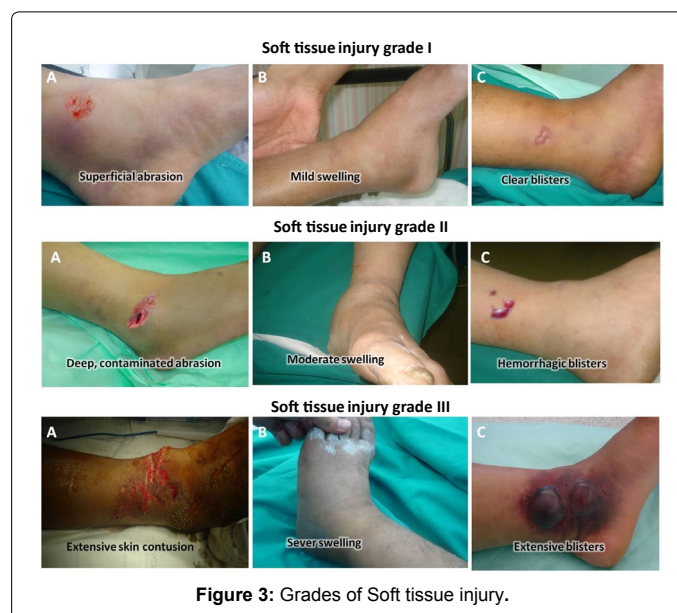 Soft tissue injury grade I
A
B
C
Superficial abrasion
Mild swelling
Clear blisters
Soft tissue injury grade II
A
B
C
Deep, contaminated abrasion
Moderate swelling
Hemorrhagic blisters
Soft tissue injury grade III
A
B
C
Extensive skin contusion
Sever swelling
Extensive blisters
Figure 3: Grades of Soft tissue injury.